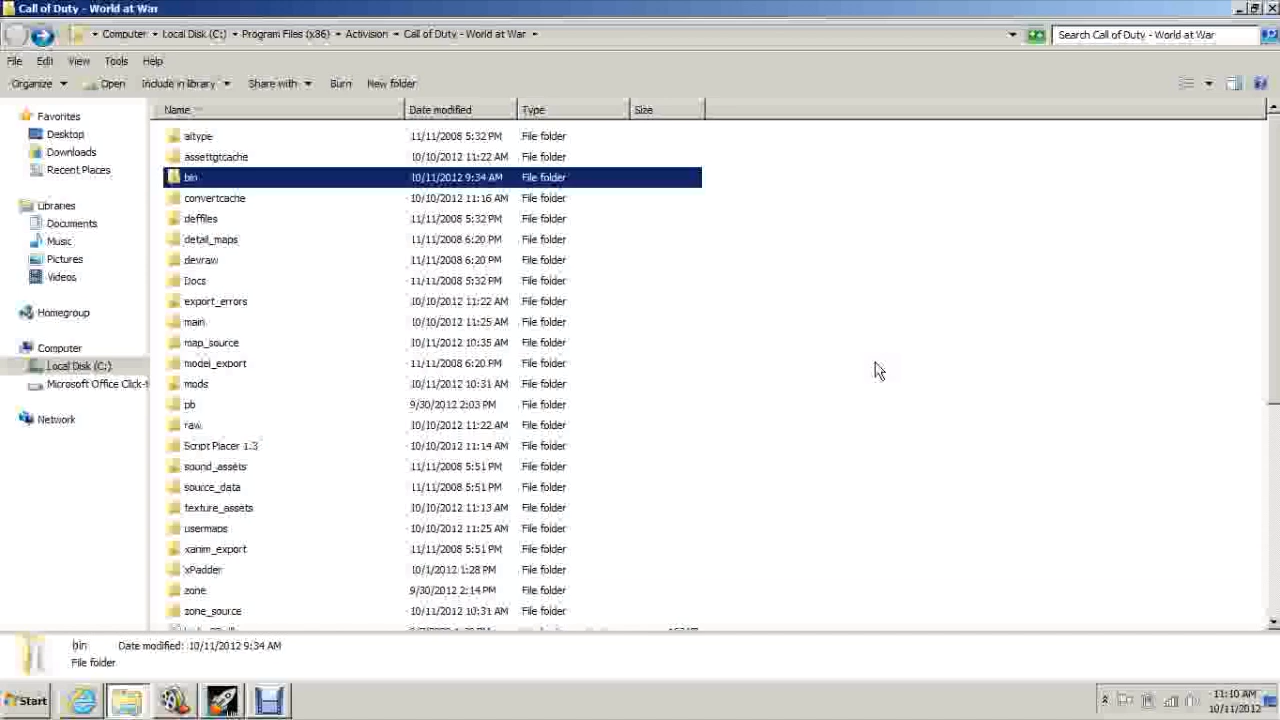 Call of Duty - World at War
Computer Local Disk (C:) Program Files (x86) Activision Call of Duty - World at War
Search Call of Duty - World at War
File Edit View Tools Help
Organize Open Include in library Share with Burn New folder
Name Date modified Type Size
Favorites
Desktop
Downloads
Recent Places
Libraries
Documents
Music
Pictures
Videos
Homegroup
Computer
Local Disk (C:)
Microsoft Office Click-t
Network
aitype 11/11/2008 5:32 PM File folder
assettgtcache 10/10/2012 11:22 AM File folder
bin 10/11/2012 9:34 AM File folder
convertcache 10/10/2012 11:16 AM File folder
deffiles 11/11/2008 5:32 PM File folder
detail_maps 11/11/2008 6:20 PM File folder
devraw 11/11/2008 6:20 PM File folder
Docs 11/11/2008 5:32 PM File folder
export_errors 10/10/2012 11:22 AM File folder
main 10/10/2012 11:25 AM File folder
map_source 10/11/2012 10:35 AM File folder
model_export 11/11/2008 6:20 PM File folder
mods 10/11/2012 10:31 AM File folder
pb 9/30/2012 2:03 PM File folder
raw 10/10/2012 11:22 AM File folder
Script Placer 1.3 10/10/2012 11:14 AM File folder
sound_assets 11/11/2008 5:51 PM File folder
source_data 11/11/2008 5:51 PM File folder
texture_assets 10/10/2012 11:13 AM File folder
usermaps 10/10/2012 11:25 AM File folder
xanim_export 11/11/2008 5:51 PM File folder
xPadder 10/1/2012 1:28 PM File folder
zone 9/30/2012 2:14 PM File folder
zone_source 10/11/2012 10:31 AM File folder
bin Date modified: 10/11/2012 9:34 AM
File folder
Start
11:10 AM
10/11/2012